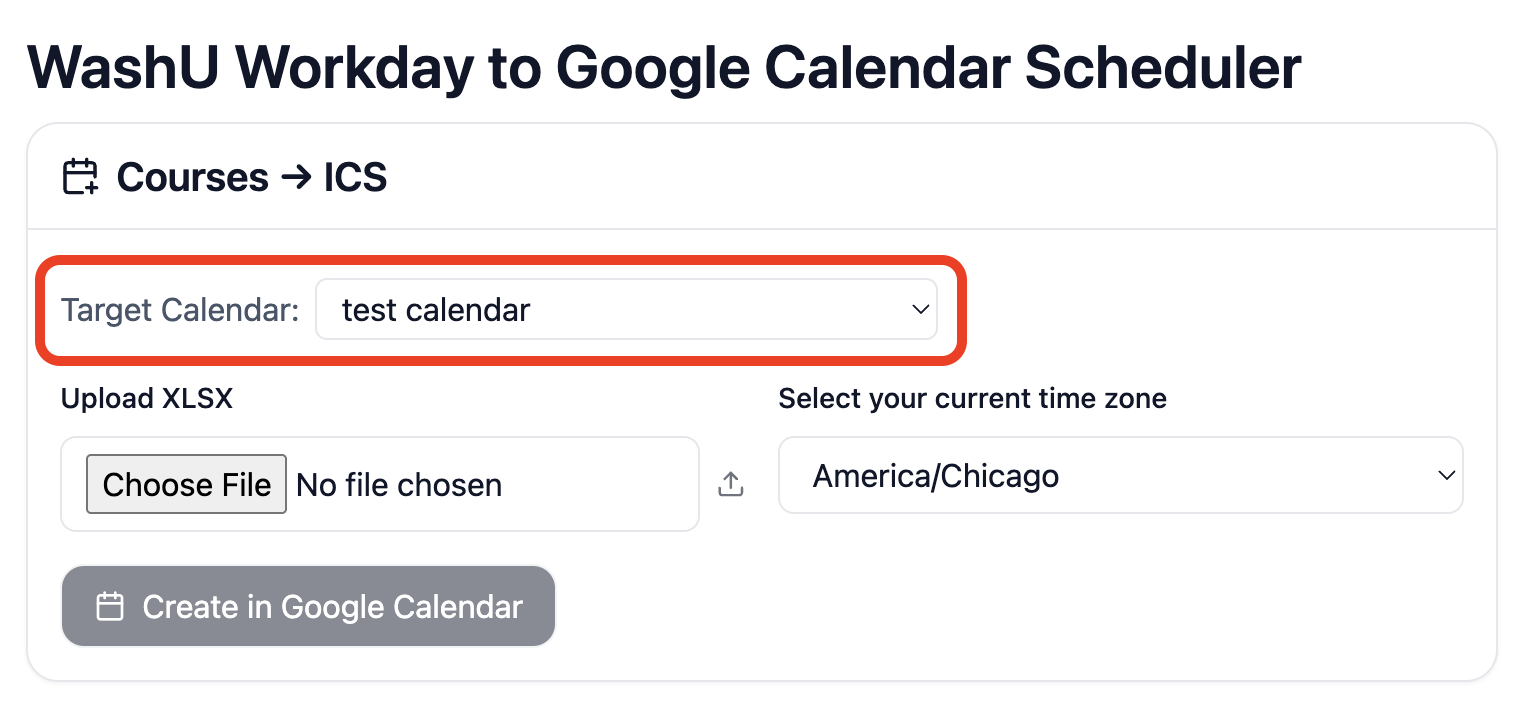 WashU Workday to Google Calendar Scheduler
Courses → ICS
Target Calendar: test calendar
Upload XLSX
Select your current time zone
Choose File No file chosen
America/Chicago
Create in Google Calendar